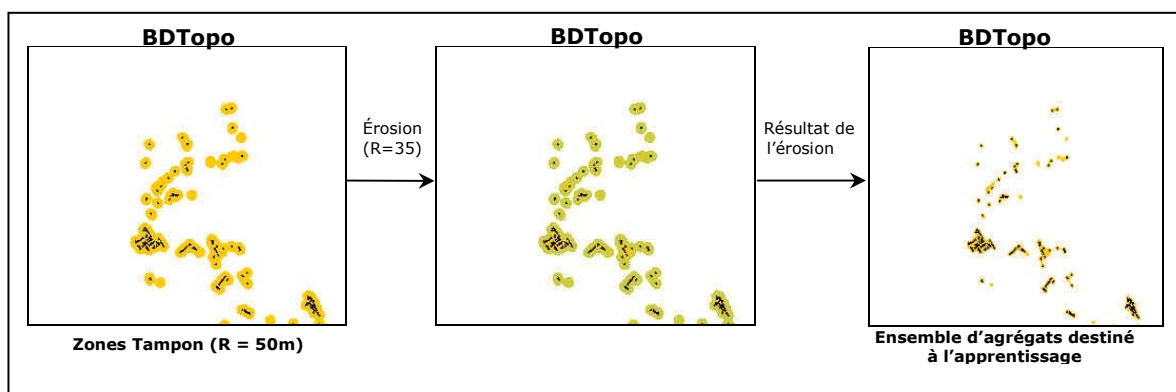 BDTopo
BDTopo
BDTopo
Érosion
(R=35)
Résultat de
l’érosion
Zones Tampon (R = 50m)
Ensemble d’agrégats destiné
à l’apprentissage